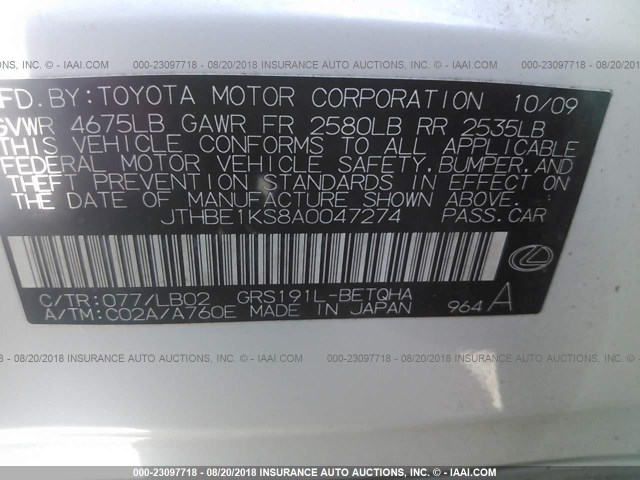 000-23097718 - 08/20/2018 INSURANCE AUTO AUCTIONS, INC. - © IAAI.COM
FD. BY: TOYOTA MOTOR CORPORATION 10/09
GVWR 4675LB GAWR FR 2580LB RR 2535LB
THIS VEHICLE CONFORMS TO ALL APPLICABLE
FEDERAL MOTOR VEHICLE SAFETY, BUMPER, AND
THEFT PREVENTION STANDARDS IN EFFECT ON
THE DATE OF MANUFACTURE SHOWN ABOVE.
JTHBE1KS8A0047274 PASS.CAR
C/TR:077/LB02 GRS191L-BETQHA
A/TM:C02A/A760E MADE IN JAPAN 964 A
000-23097718 - 08/20/2018 INSURANCE AUTO AUCTIONS, INC. - © IAAI.COM
000-23097718 - 08/20/2018 INSURANCE AUTO AUCTIONS, INC. - © IAAI.COM